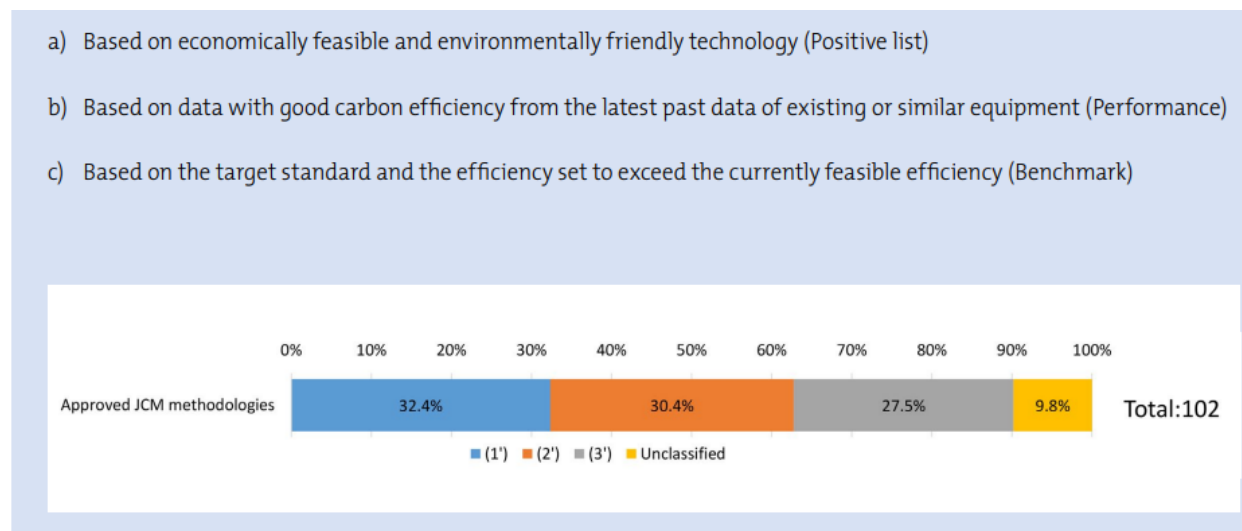 a) Based on economically feasible and environmentally friendly technology (Positive list)
b) Based on data with good carbon efficiency from the latest past data of existing or similar equipment (Performance)
c) Based on the target standard and the efficiency set to exceed the currently feasible efficiency (Benchmark)
0% 10% 20% 30% 40% 50% 60% 70% 80% 90% 100%
Approved JCM methodologies 32.4% 30.4% 27.5% 9.8% Total:102
(1') (2') (3') Unclassified